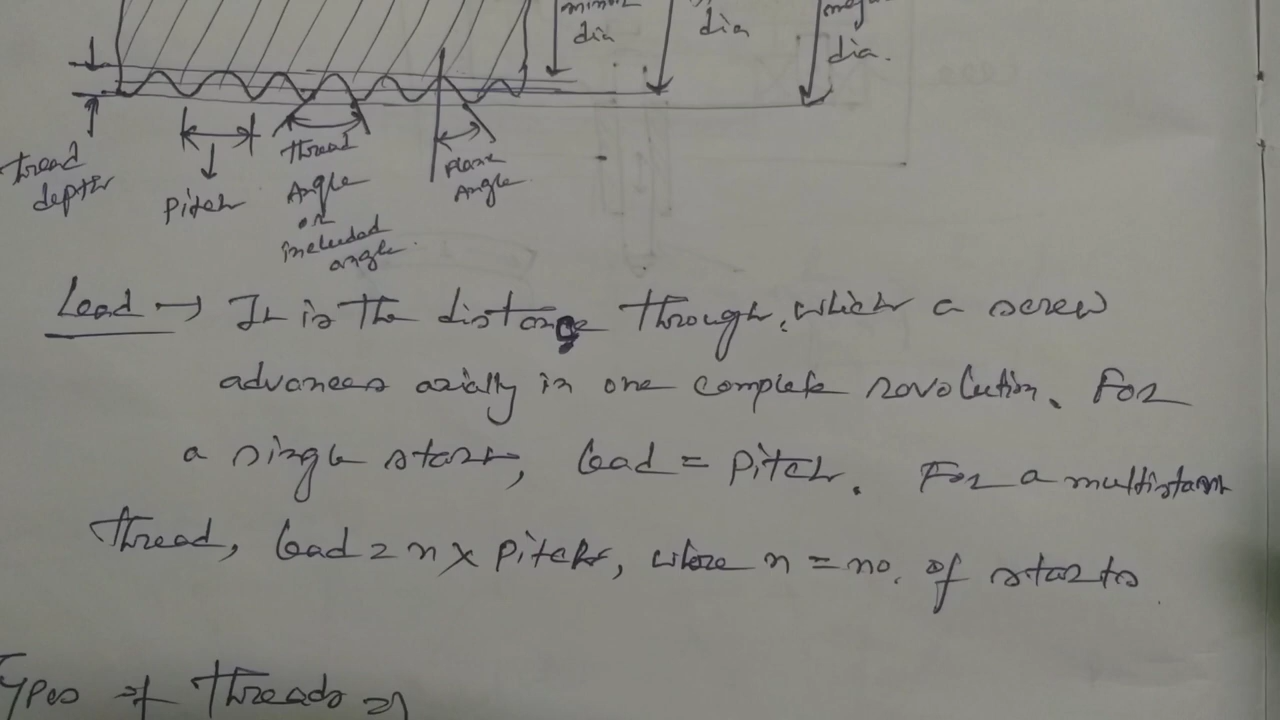 minor
dia
dia
dia.
thread
depth
Pitch
thread
Angle
or
included
angle.
Flank
Angle
Lead → It is the distance through, which a screw
advances axially in one complete revolution. For
a single start, lead = pitch. For a multistart
thread, lead = n x pitch, where n = no. of starts
Types of threads ⇒